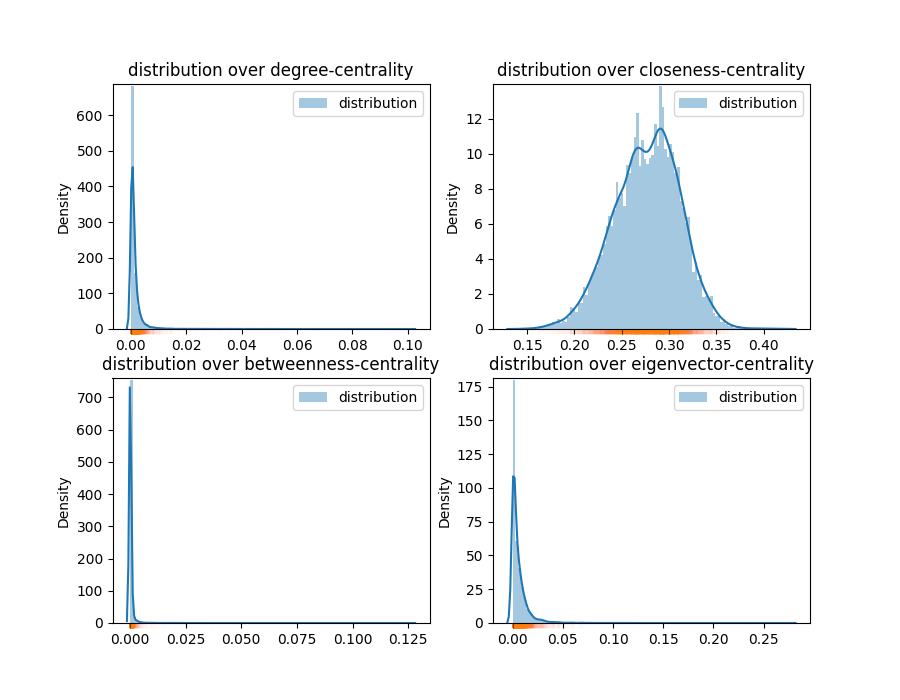 distribution over degree-centrality
distribution
Density
600
500
400
300
200
100
0
0.00 0.02 0.04 0.06 0.08 0.10
distribution over closeness-centrality
distribution
Density
12
10
8
6
4
2
0
0.15 0.20 0.25 0.30 0.35 0.40
distribution over betweenness-centrality
distribution
Density
700
600
500
400
300
200
100
0
0.000 0.025 0.050 0.075 0.100 0.125
distribution over eigenvector-centrality
distribution
Density
175
150
125
100
75
50
25
0
0.00 0.05 0.10 0.15 0.20 0.25